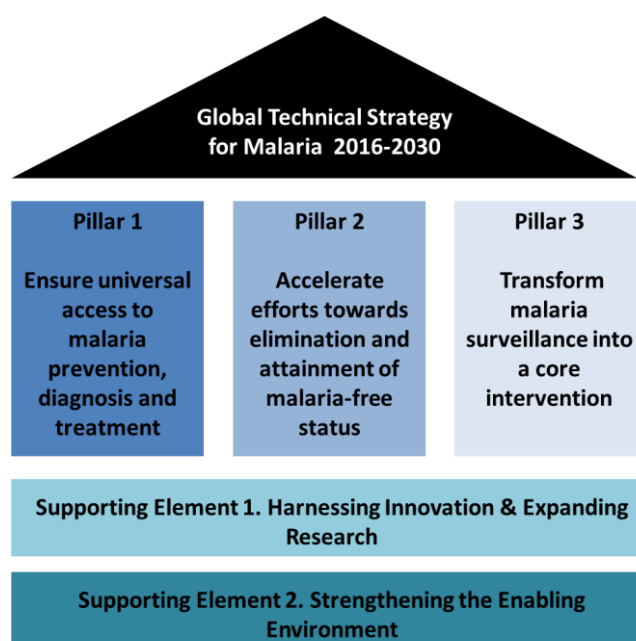 Global Technical Strategy
for Malaria 2016-2030
Pillar 1
Ensure universal
access to
malaria
prevention,
diagnosis and
treatment
Pillar 2
Accelerate
efforts towards
elimination and
attainment of
malaria-free
status
Pillar 3
Transform
malaria
surveillance into
a core
intervention
Supporting Element 1. Harnessing Innovation & Expanding
Research
Supporting Element 2. Strengthening the Enabling
Environment